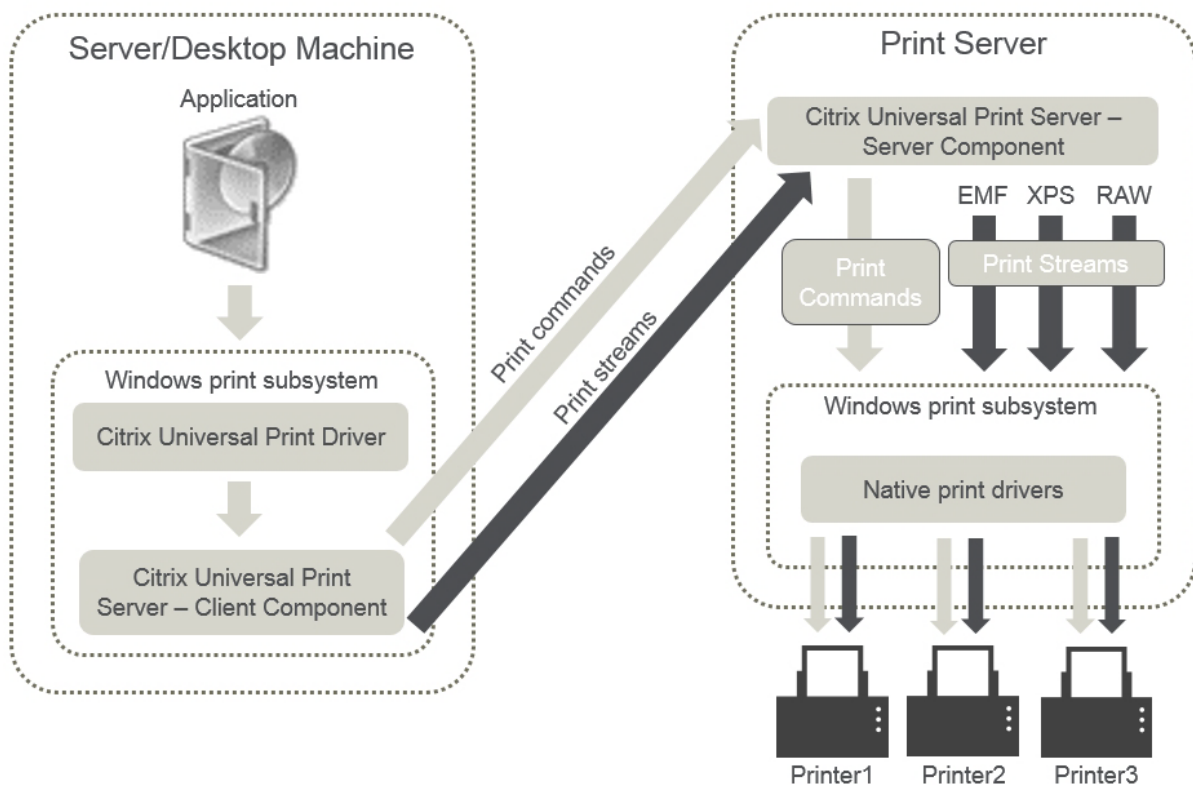 Server/Desktop Machine
Application
Windows print subsystem
Citrix Universal Print Driver
Citrix Universal Print
Server – Client Component
Print commands
Print streams
Print Server
Citrix Universal Print Server –
Server Component
EMF XPS RAW
Print
Commands
Print Streams
Windows print subsystem
Native print drivers
Printer1 Printer2 Printer3